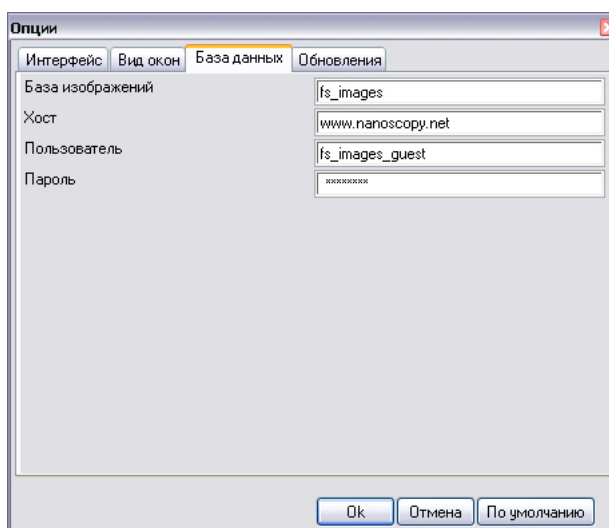 Опции
Интерфейс Вид окон База данных Обновления
База изображений fs_images
Хост www.nanoscopy.net
Пользователь fs_images_guest
Пароль ××××××××
Ok Отмена По умолчанию